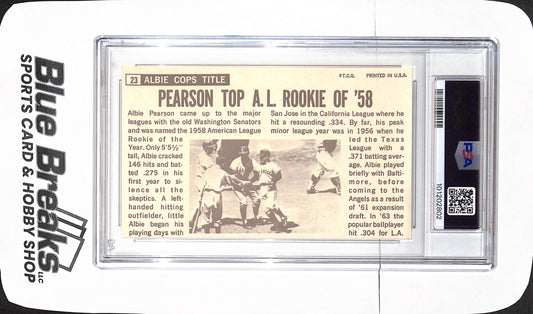 Blue Breaks LLC
SPORTS CARD & HOBBY SHOP
23 ALBIE COPS TITLE
©T.C.G. PRINTED IN U.S.A.
PEARSON TOP A.L. ROOKIE OF '58
Albie Pearson came up to the major
leagues with the old Washington Senators
and was named the 1958 American League
Rookie of the
Year. Only 5'5½"
tall, Albie cracked
146 hits and bat-
ted .275 in his
first year to si-
lence all the
skeptics. A left-
handed hitting
outfielder, little
Albie began his
playing days with
San Jose in the California League where he
hit a resounding .334. By far, his peak
minor league year was in 1956 when he
led the Texas
League with a
.371 batting aver-
age. Albie played
briefly with Balti-
more, before
coming to the
Angels as a result
of '61 expansion
draft. In '63 the
popular ballplayer
hit .304 for L.A.
PSA
101202802